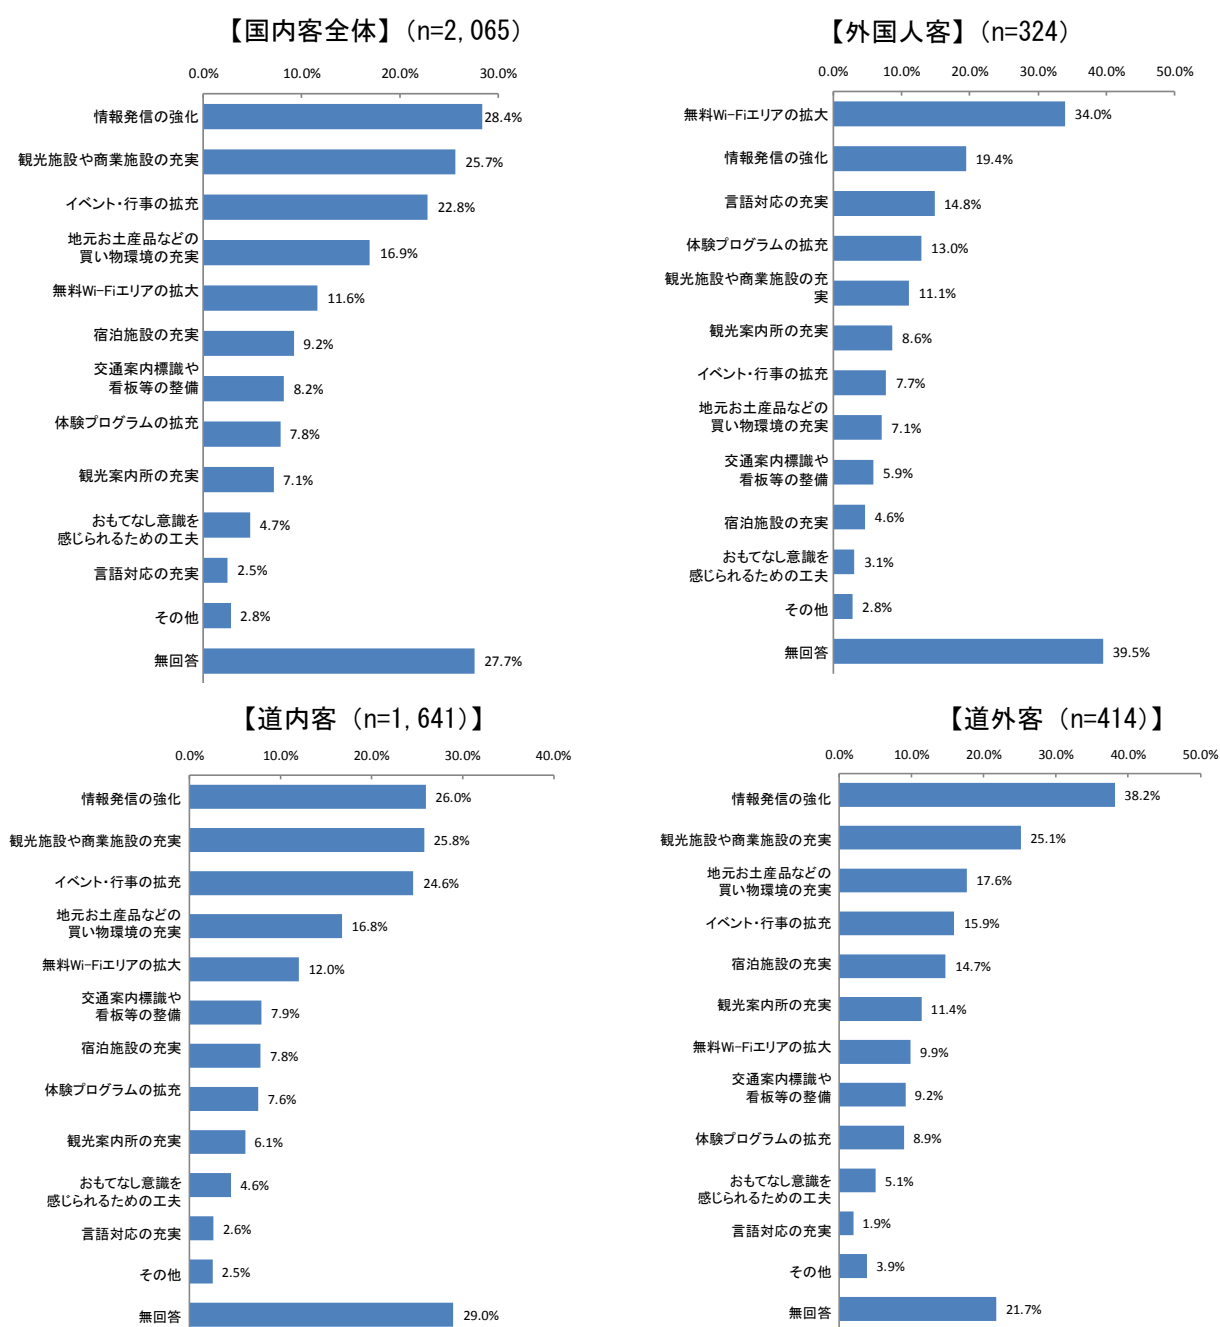 【国内客全体】(n=2,065)
0.0% 10.0% 20.0% 30.0%
情報発信の強化 28.4%
観光施設や商業施設の充実 25.7%
イベント・行事の拡充 22.8%
地元お土産品などの
買い物環境の充実 16.9%
無料Wi-Fiエリアの拡大 11.6%
宿泊施設の充実 9.2%
交通案内標識や
看板等の整備 8.2%
体験プログラムの拡充 7.8%
観光案内所の充実 7.1%
おもてなし意識を
感じられるための工夫 4.7%
言語対応の充実 2.5%
その他 2.8%
無回答 27.7%
【外国人客】(n=324)
0.0% 10.0% 20.0% 30.0% 40.0% 50.0%
無料Wi-Fiエリアの拡大 34.0%
情報発信の強化 19.4%
言語対応の充実 14.8%
体験プログラムの拡充 13.0%
観光施設や商業施設の充
実 11.1%
観光案内所の充実 8.6%
イベント・行事の拡充 7.7%
地元お土産品などの
買い物環境の充実 7.1%
交通案内標識や
看板等の整備 5.9%
宿泊施設の充実 4.6%
おもてなし意識を
感じられるための工夫 3.1%
その他 2.8%
無回答 39.5%
【道内客(n=1,641)】
0.0% 10.0% 20.0% 30.0% 40.0%
情報発信の強化 26.0%
観光施設や商業施設の充実 25.8%
イベント・行事の拡充 24.6%
地元お土産品などの
買い物環境の充実 16.8%
無料Wi-Fiエリアの拡大 12.0%
交通案内標識や
看板等の整備 7.9%
宿泊施設の充実 7.8%
体験プログラムの拡充 7.6%
観光案内所の充実 6.1%
おもてなし意識を
感じられるための工夫 4.6%
言語対応の充実 2.6%
その他 2.5%
無回答 29.0%
【道外客(n=414)】
0.0% 10.0% 20.0% 30.0% 40.0% 50.0%
情報発信の強化 38.2%
観光施設や商業施設の充実 25.1%
地元お土産品などの
買い物環境の充実 17.6%
イベント・行事の拡充 15.9%
宿泊施設の充実 14.7%
観光案内所の充実 11.4%
無料Wi-Fiエリアの拡大 9.9%
交通案内標識や
看板等の整備 9.2%
体験プログラムの拡充 8.9%
おもてなし意識を
感じられるための工夫 5.1%
言語対応の充実 1.9%
その他 3.9%
無回答 21.7%